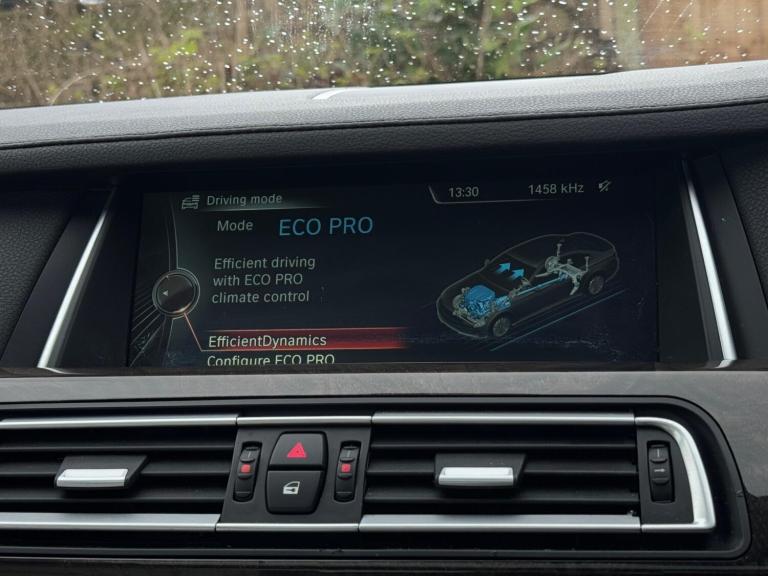 Driving mode
13:30
1458 kHz
Mode
ECO PRO
Efficient driving
with ECO PRO
climate control
EfficientDynamics
Configure ECO PRO